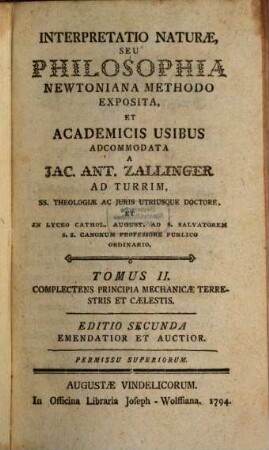 INTERPRETATIO NATURÆ,
SEU
PHILOSOPHIA
NEWTONIANA METHODO
EXPOSITA,
ET
ACADEMICIS USIBUS
ADCOMMODATA
A
JAC. ANT. ZALLINGER
AD TURRIM,
SS. THEOLOGIÆ AC JURIS UTRIUSQUE DOCTORE,
ET
IN LYCEO CATHOL. AUGUST. AD S. SALVATOREM
S. S. CANONUM PROFESSORE PUBLICO
ORDINARIO.
TOMUS II.
COMPLECTENS PRINCIPIA MECHANICÆ TERRE-
STRIS ET CÆLESTIS.
EDITIO SECUNDA
EMENDATIOR ET AUCTIOR.
PERMISSU SUPERIORUM.
AUGUSTÆ VINDELICORUM.
In Officina Libraria Joseph-Wolffiana. 1794.